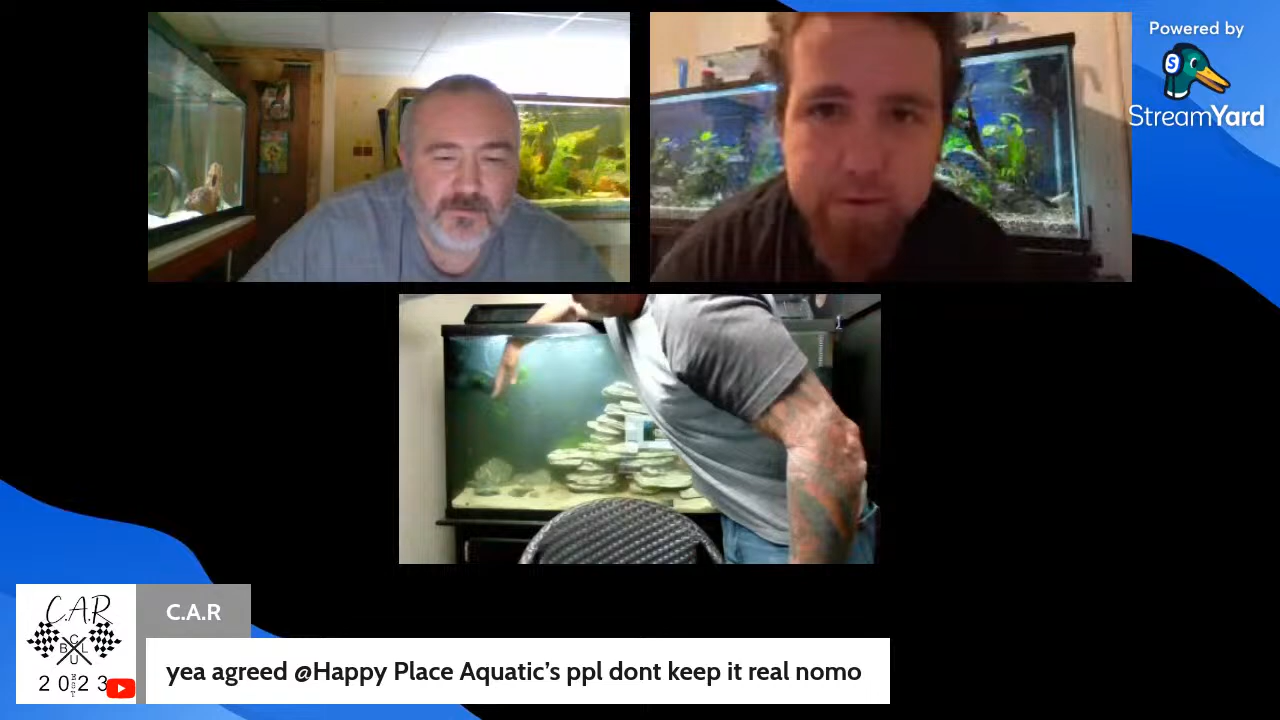 Powered by
S
StreamYard
C.A.R
C.A.R
2023
yea agreed @Happy Place Aquatic's ppl dont keep it real nomo